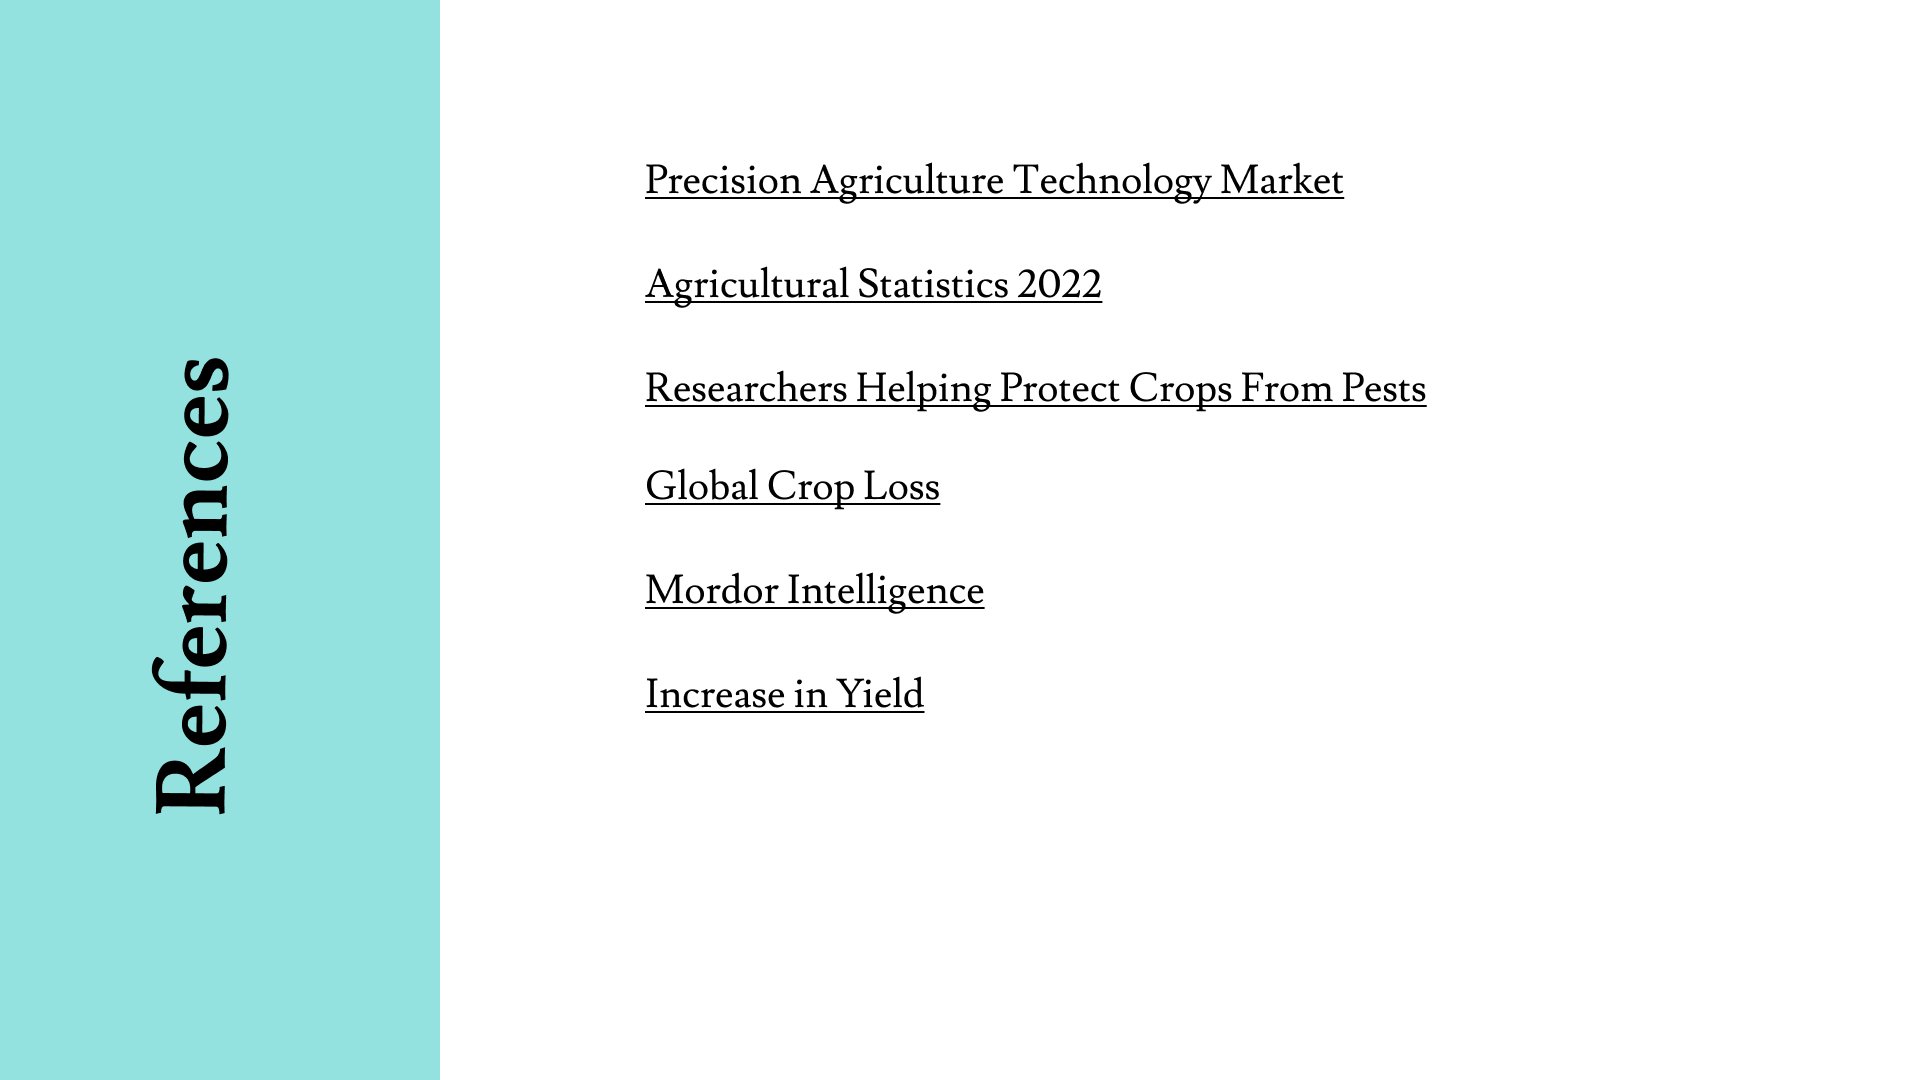 References
Precision Agriculture Technology Market
Agricultural Statistics 2022
Researchers Helping Protect Crops From Pests
Global Crop Loss
Mordor Intelligence
Increase in Yield